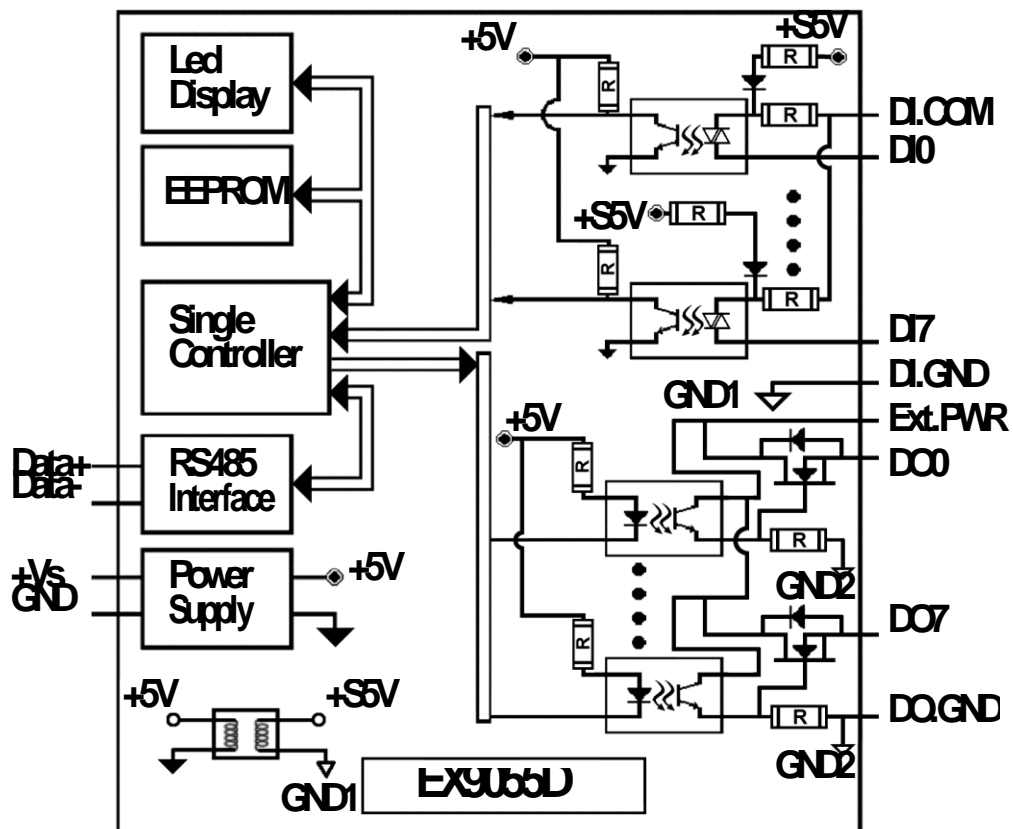 Led
Display
EEPROM
Single
Controller
RS485
Interface
Power
Supply
Data+
Data-
+Vs
GND
+5V
+5V
+S5V
GND1
EX9055D
+5V
R
R
+S5V
R
R
+S5V
R
R
DI.COM
DI0
DI7
DI.GND
GND1
Ext.PWR
DO0
+5V
R
R
GND2
DO7
R
R
DO.GND
GND2